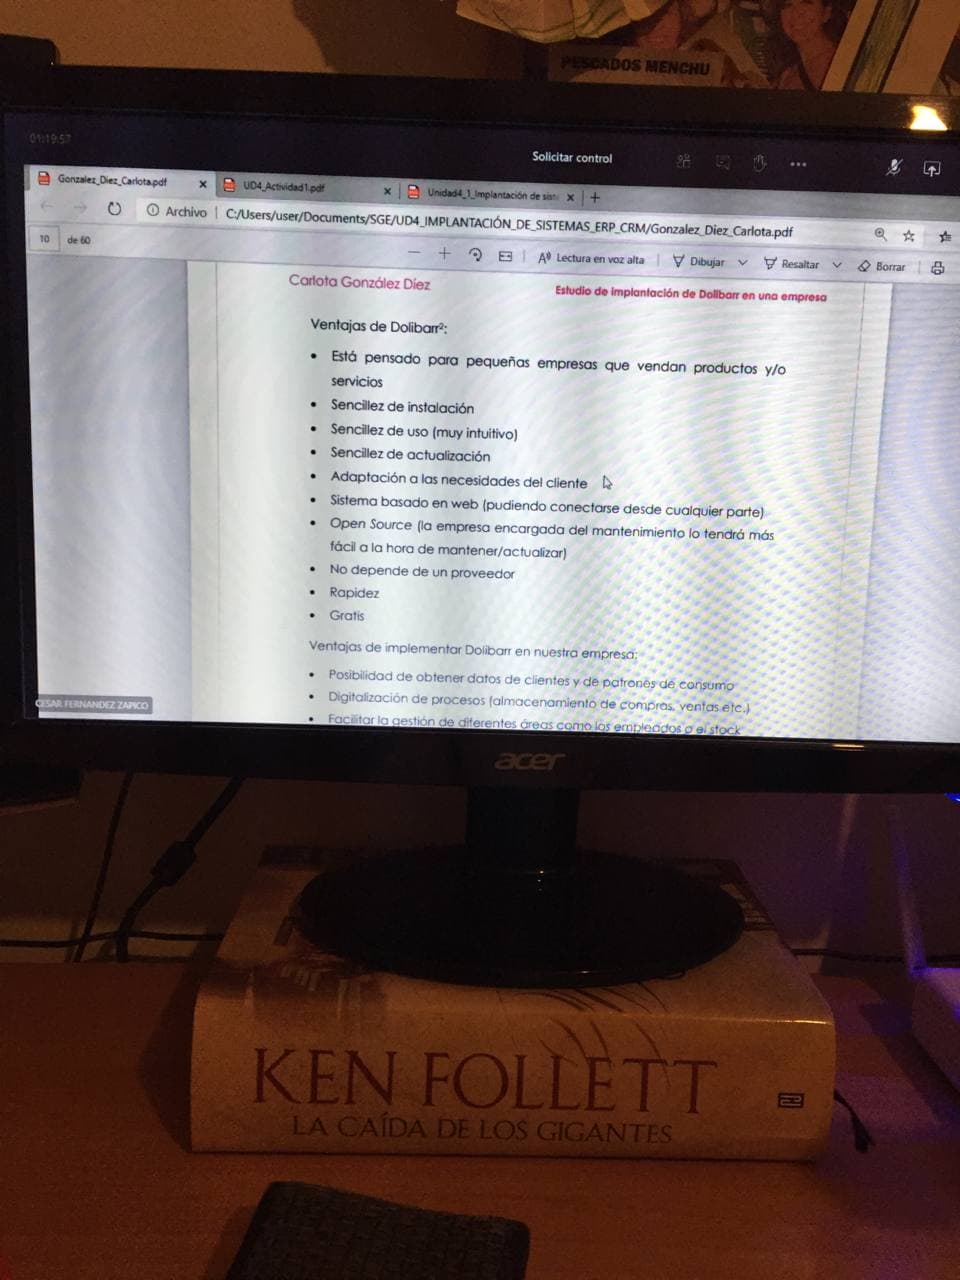 PESCADOS MENCHU
01:19:57
Solicitar control
Gonzalez_Diez_Carlota.pdf
UD4_Actividad1.pdf
Unidad4_1_Implantación de sist
Archivo
C:/Users/user/Documents/SGE/UD4_IMPLANTACIÓN_DE_SISTEMAS_ERP_CRM/Gonzalez_Diez_Carlota.pdf
10 de 60
Lectura en voz alta
Dibujar
Resaltar
Borrar
Carlota González Díez
Estudio de implantación de Dolibarr en una empresa
Ventajas de Dolibarr²:
• Está pensado para pequeñas empresas que vendan productos y/o
servicios
• Sencillez de instalación
• Sencillez de uso (muy intuitivo)
• Sencillez de actualización
• Adaptación a las necesidades del cliente
• Sistema basado en web (pudiendo conectarse desde cualquier parte)
• Open Source (la empresa encargada del mantenimiento lo tendrá más
fácil a la hora de mantener/actualizar)
• No depende de un proveedor
• Rapidez
• Gratis
Ventajas de implementar Dolibarr en nuestra empresa:
• Posibilidad de obtener datos de clientes y de patrones de consumo
• Digitalización de procesos (almacenamiento de compras, ventas etc.)
• Facilitar la gestión de diferentes áreas como los empleados o el stock
CESAR FERNANDEZ ZAPICO
acer
KEN FOLLETT
LA CAÍDA DE LOS GIGANTES